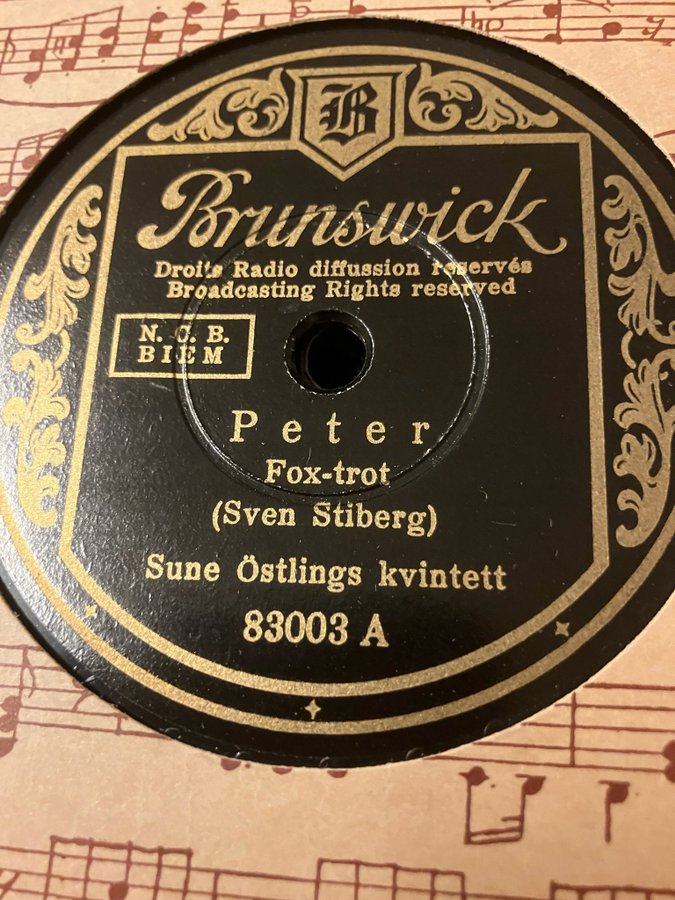 B
Brunswick
Droits Radio diffussion reservés
Broadcasting Rights reserved
N. C. B.
BIEM
Peter
Fox-trot
(Sven Stiberg)
Sune Östlings kvintett
83003 A